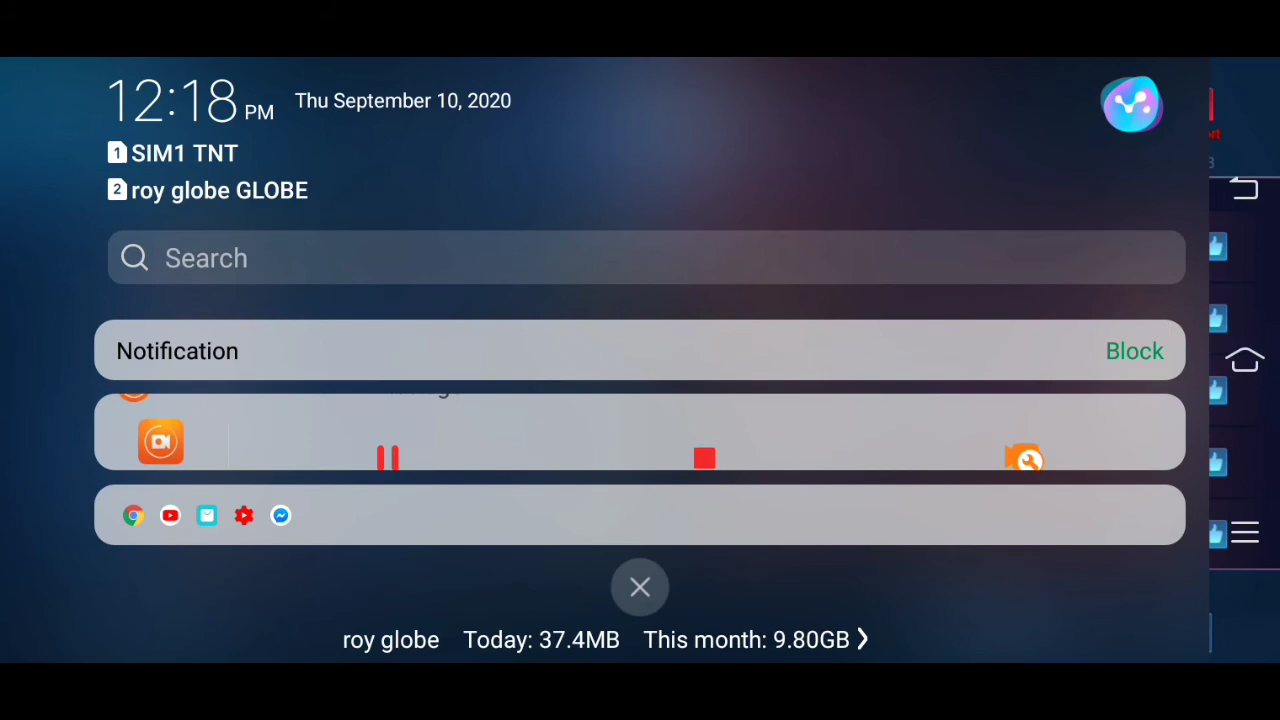 12:18 PM Thu September 10, 2020
1 SIM1 TNT
2 roy globe GLOBE
Search
Notification Block
roy globe Today: 37.4MB This month: 9.80GB